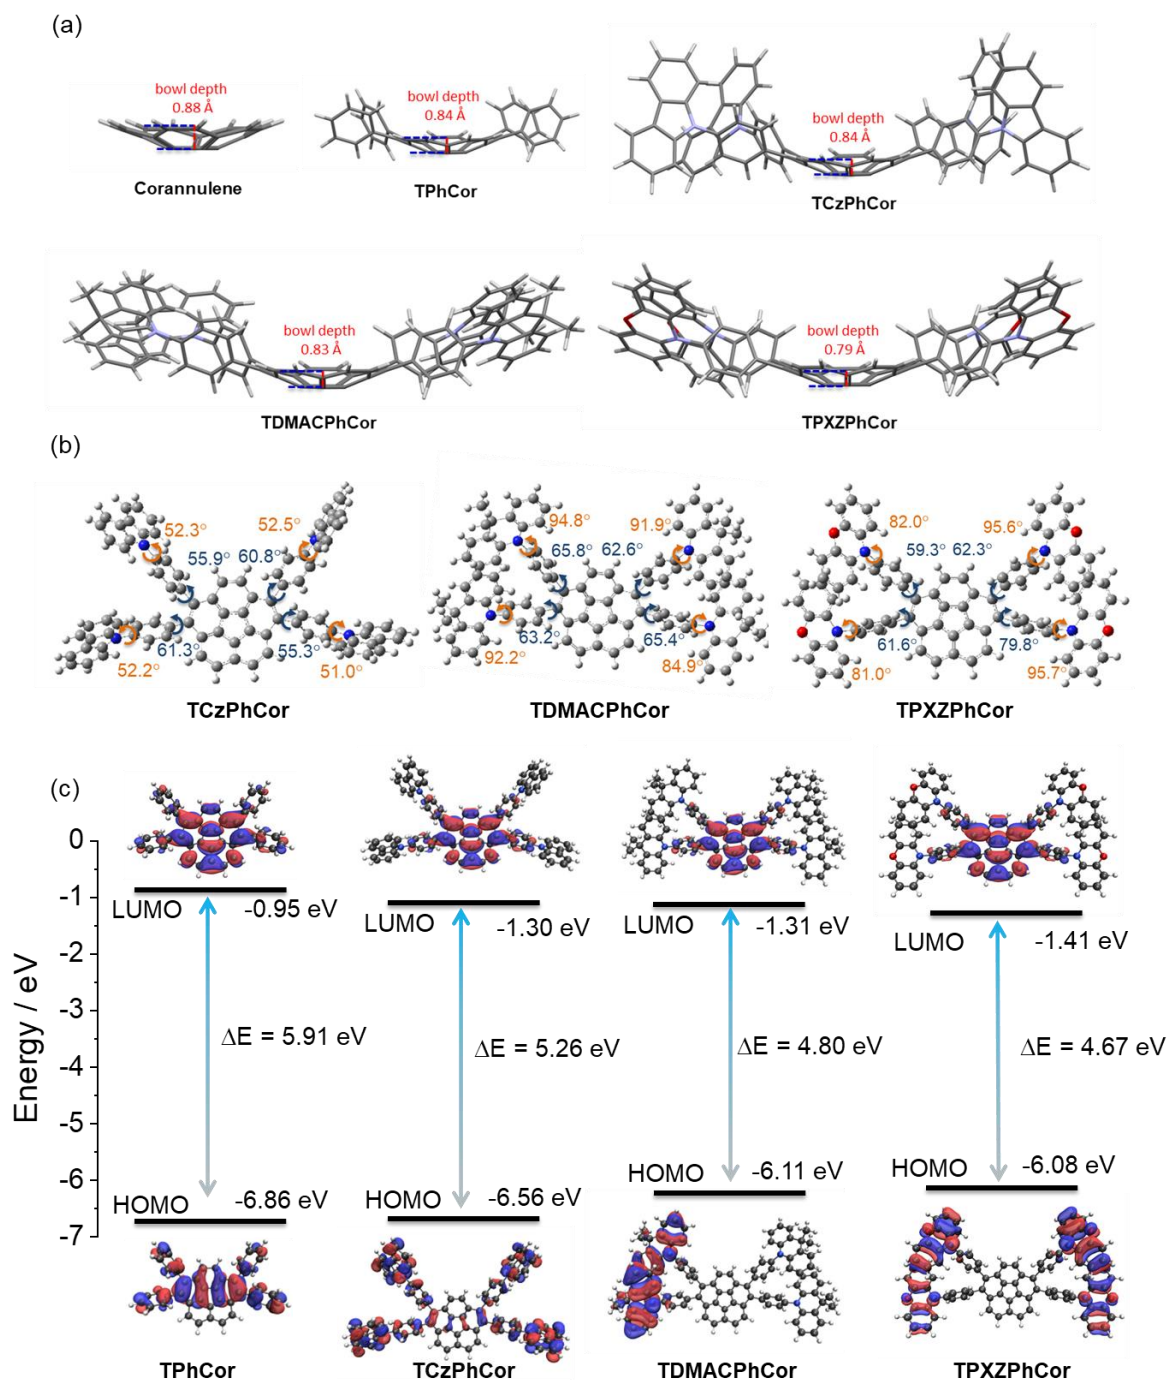 (a)
bowl depth
0.88 Å
Corannulene
bowl depth
0.84 Å
TPhCor
bowl depth
0.84 Å
TCzPhCor
bowl depth
0.83 Å
TDMACPhCor
bowl depth
0.79 Å
TPXZPhCor
(b)
52.3°
52.5°
55.9°
60.8°
61.3°
55.3°
52.2°
51.0°
TCzPhCor
94.8°
91.9°
65.8°
62.6°
63.2°
65.4°
92.2°
84.9°
TDMACPhCor
82.0°
95.6°
59.3°
62.3°
61.6°
79.8°
81.0°
95.7°
TPXZPhCor
(c)
Energy / eV
0
-1
-2
-3
-4
-5
-6
-7
LUMO
-0.95 eV
ΔE = 5.91 eV
HOMO
-6.86 eV
TPhCor
LUMO
-1.30 eV
ΔE = 5.26 eV
HOMO
-6.56 eV
TCzPhCor
LUMO
-1.31 eV
ΔE = 4.80 eV
HOMO
-6.11 eV
TDMACPhCor
LUMO
-1.41 eV
ΔE = 4.67 eV
HOMO
-6.08 eV
TPXZPhCor